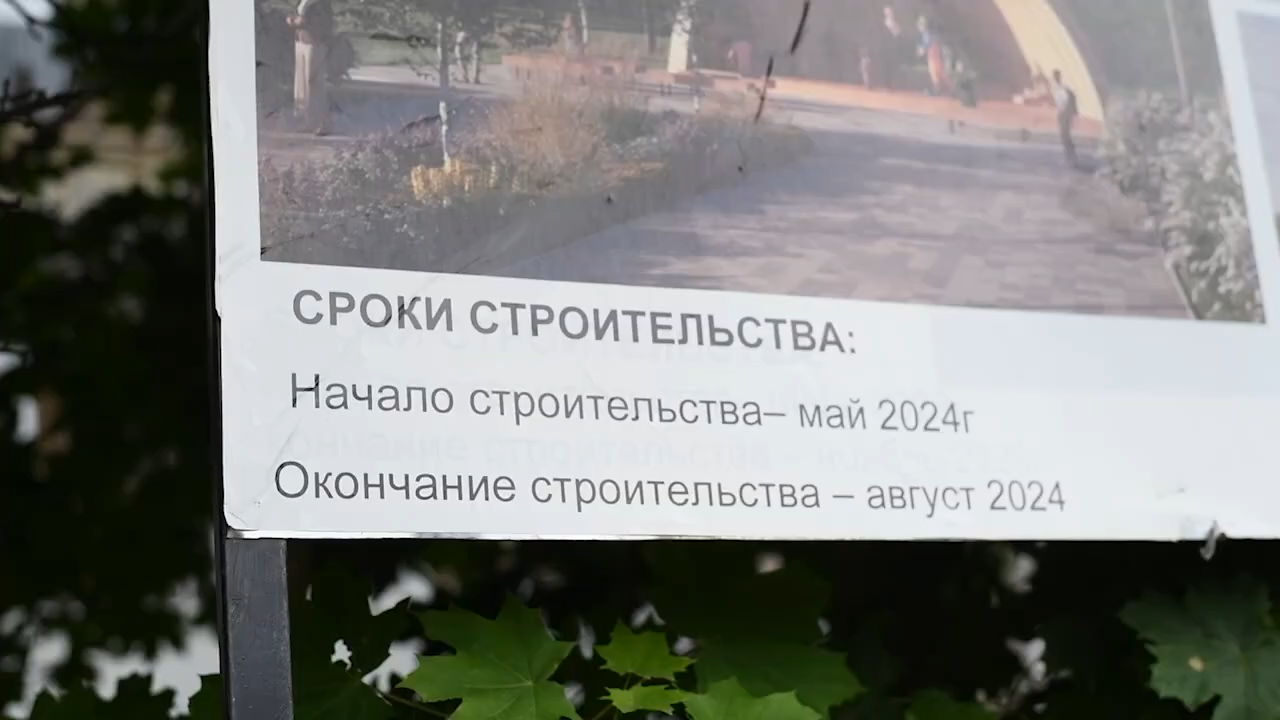 СРОКИ СТРОИТЕЛЬСТВА:
Начало строительства– май 2024г
Окончание строительства – август 2024